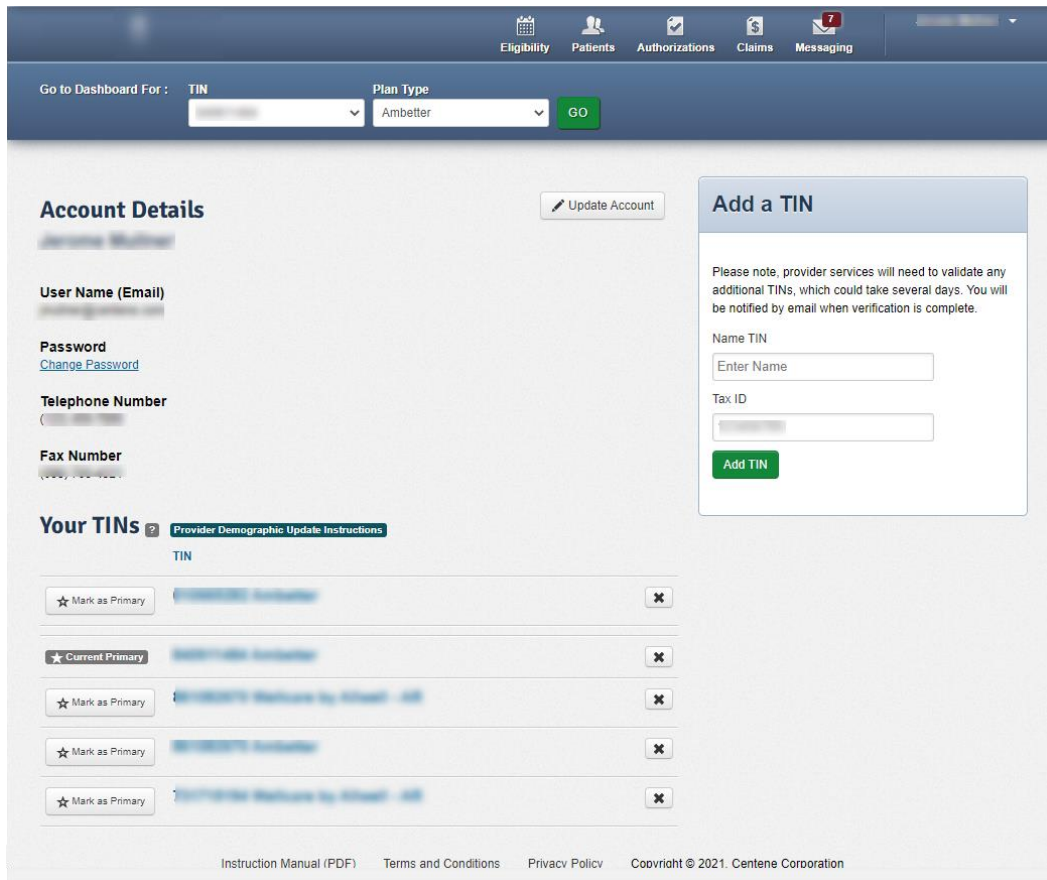 7
Eligibility Patients Authorizations Claims Messaging
Go to Dashboard For : TIN Plan Type
Ambetter GO
Account Details Update Account
User Name (Email)
Password
Change Password
Telephone Number
Fax Number
Your TINs ? Provider Demographic Update Instructions
TIN
Mark as Primary
Current Primary
Mark as Primary
Mark as Primary
Mark as Primary
Add a TIN
Please note, provider services will need to validate any
additional TINs, which could take several days. You will
be notified by email when verification is complete.
Name TIN
Enter Name
Tax ID
Add TIN
Instruction Manual (PDF) Terms and Conditions Privacy Policy Copyright © 2021. Centene Corporation